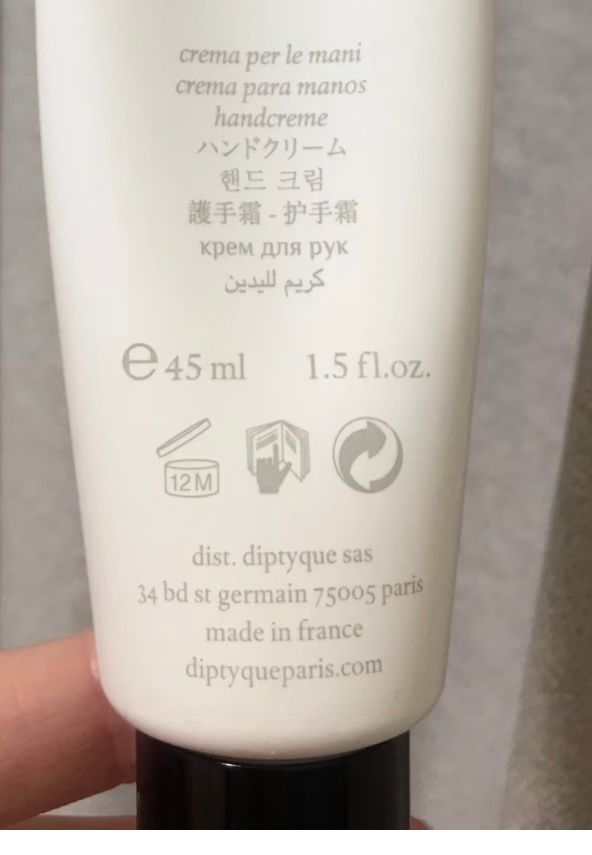 crema per le mani
crema para manos
handcreme
ハンドクリーム
핸드 크림
護手霜 - 护手霜
крем для рук
كريم لليدين
℮ 45 ml 1.5 fl.oz.
12M
dist. diptyque sas
34 bd st germain 75005 paris
made in france
diptyqueparis.com